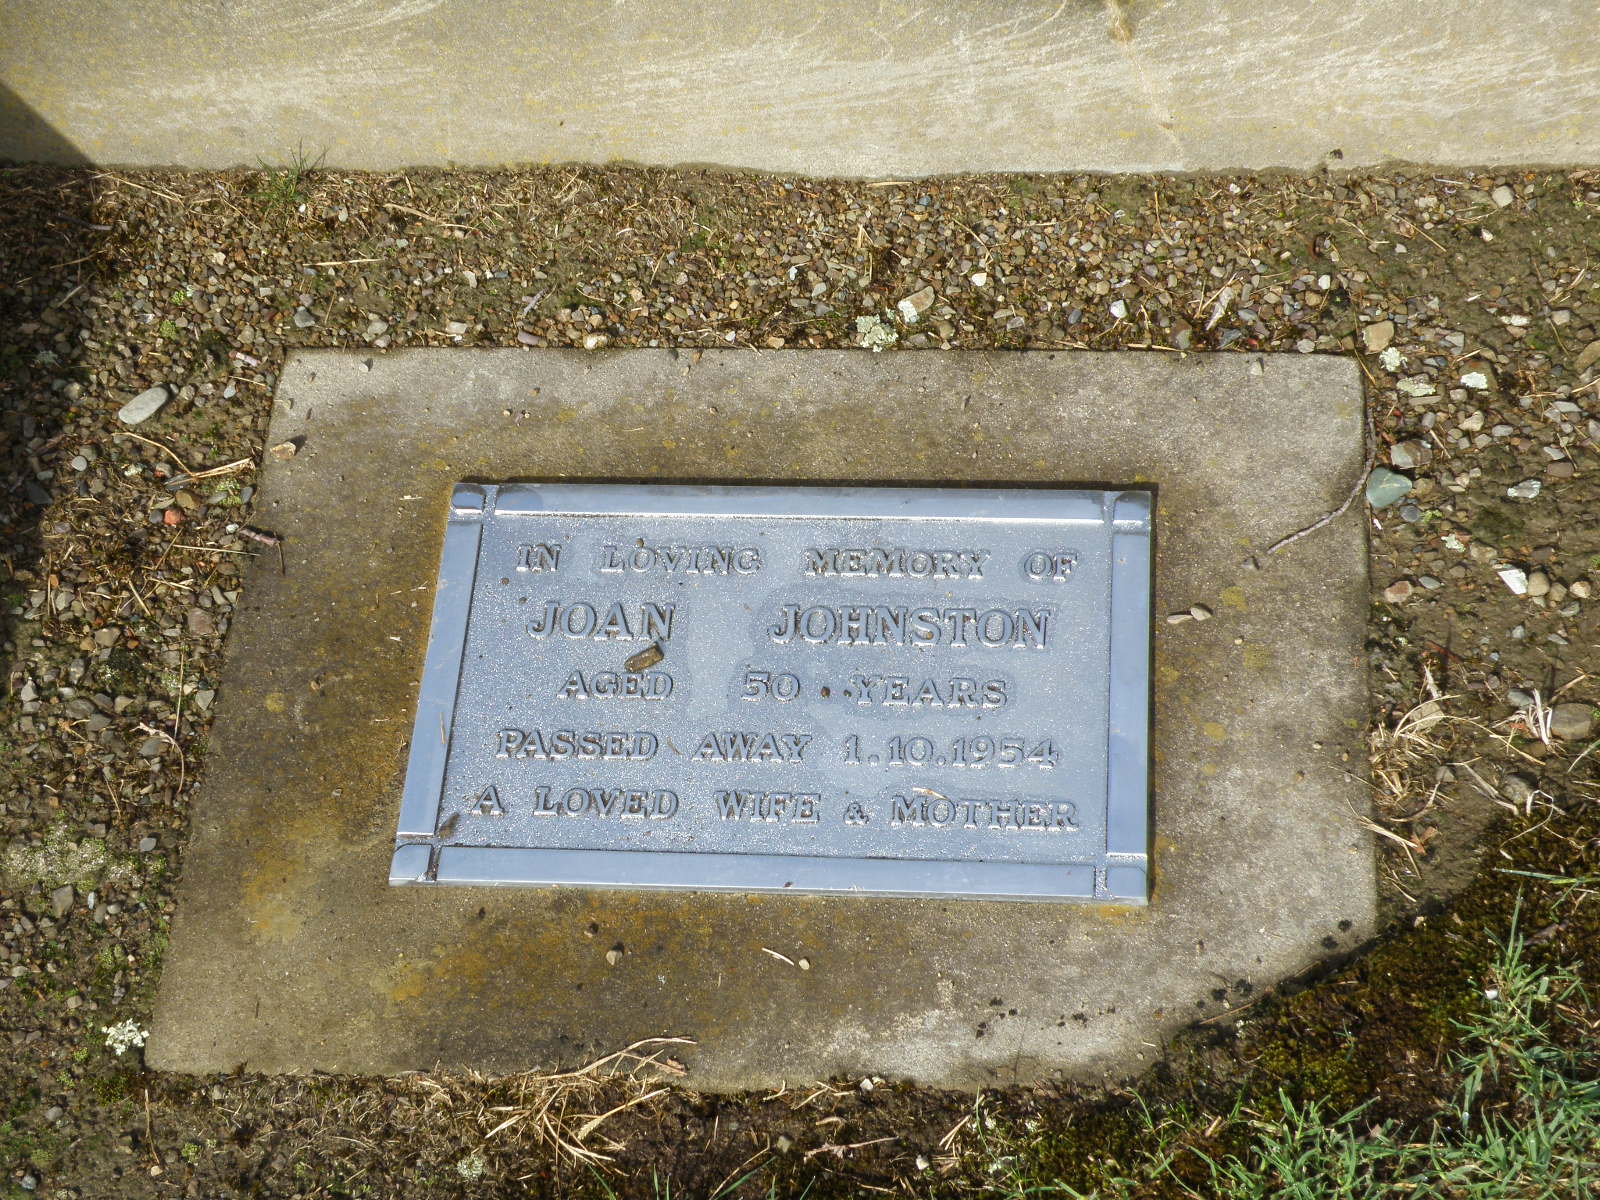 IN LOVING MEMORY OF
JOAN JOHNSTON
AGED 50 YEARS
PASSED AWAY 1.10.1954
A LOVED WIFE & MOTHER